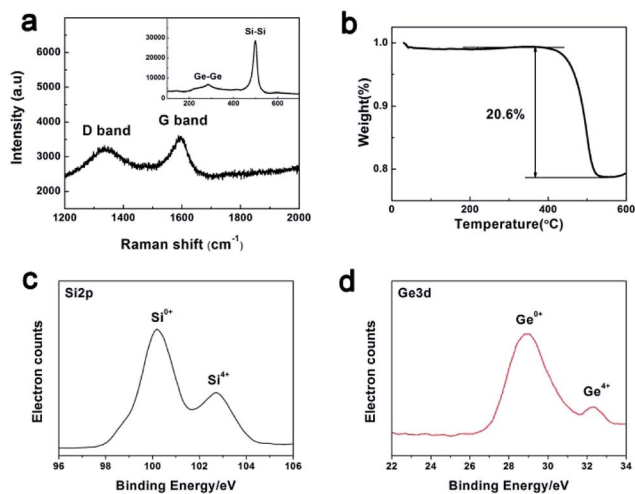 a
Intensity (a.u)
7000
6000
5000
4000
3000
2000
1200 1400 1600 1800 2000
Raman shift (cm⁻¹)
D band
G band
30000
20000
10000
0
200 400 600
Ge-Ge
Si-Si
b
Weight(%)
1.0
0.9
0.8
0 200 400 600
Temperature(°C)
20.6%
c
Si2p
Si⁰⁺
Si⁴⁺
Electron counts
96 98 100 102 104 106
Binding Energy/eV
d
Ge3d
Ge⁰⁺
Ge⁴⁺
Electron counts
22 24 26 28 30 32 34
Binding Energy/eV